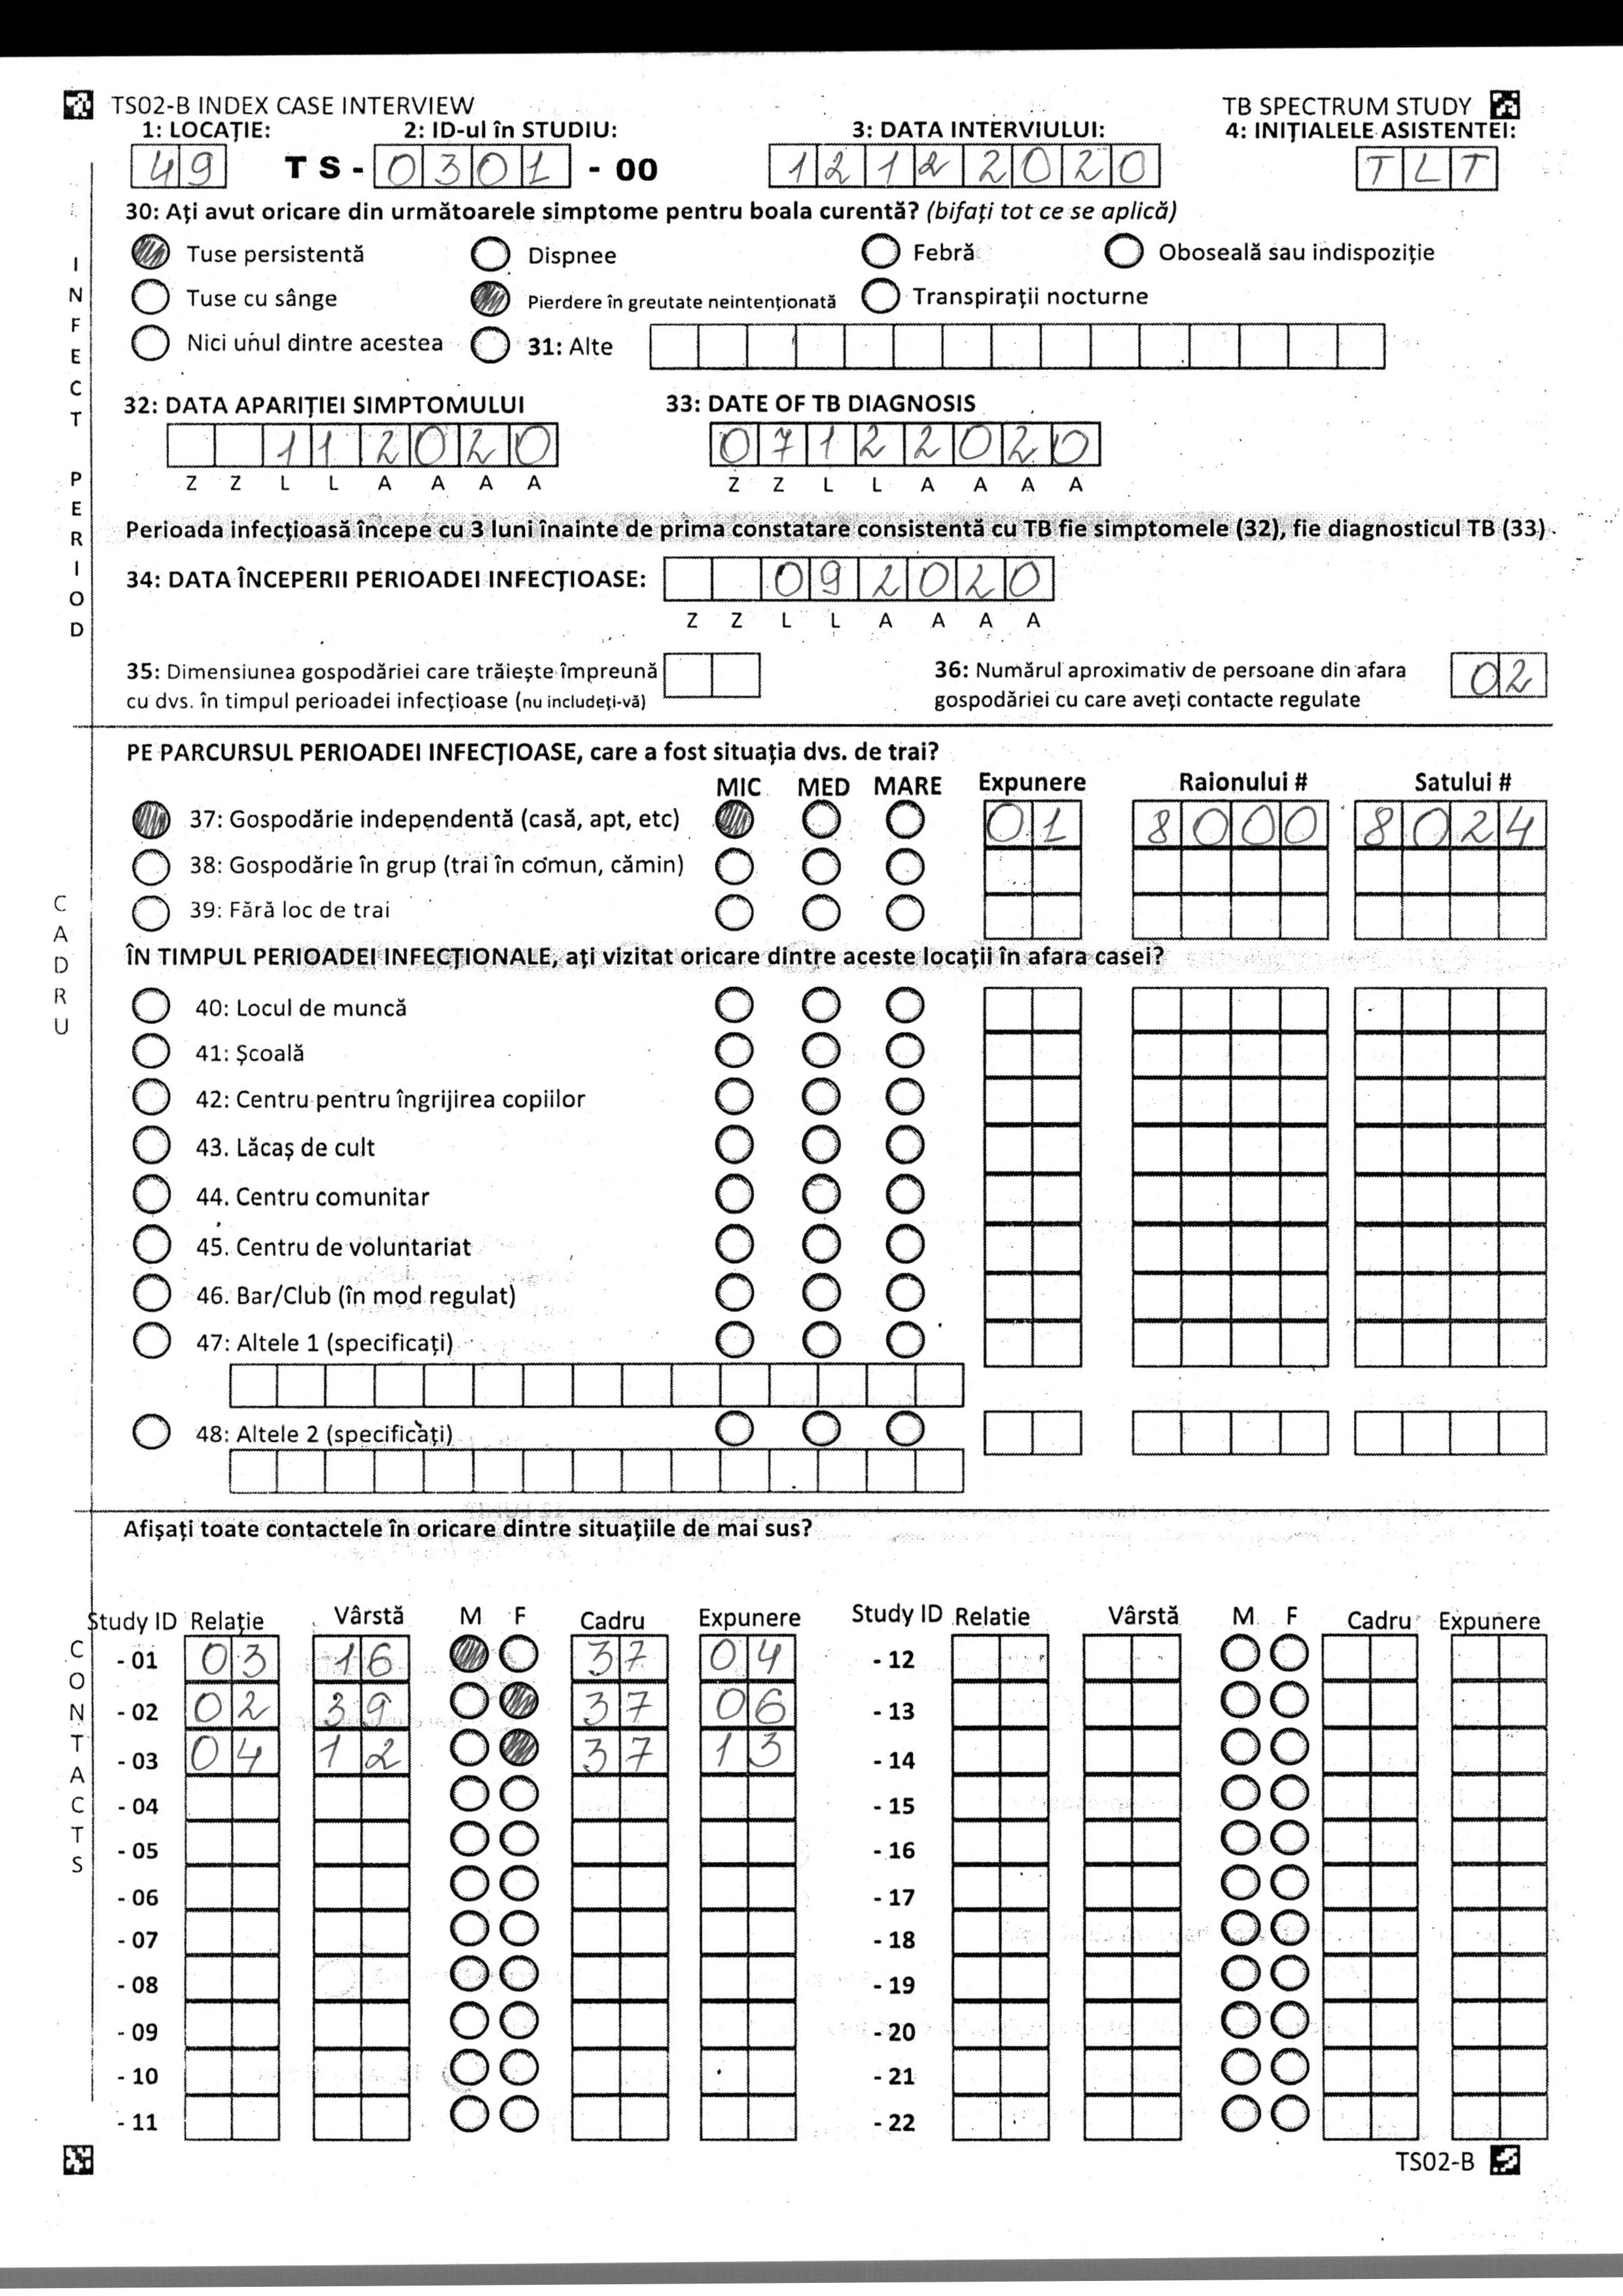 TS02-B INDEX CASE INTERVIEW TB SPECTRUM STUDY
1: LOCAȚIE: 2: ID-ul în STUDIU: 3: DATA INTERVIULUI: 4: INIȚIALELE ASISTENTEI:
49 TS-0301-00 12122020 TLT
30: Ați avut oricare din următoarele simptome pentru boala curentă? (bifați tot ce se aplică)
Tuse persistentă Dispnee Febră Oboseală sau indispoziție
Tuse cu sânge Pierdere în greutate neintenționată Transpirații nocturne
Nici unul dintre acestea 31: Alte
32: DATA APARIȚIEI SIMPTOMULUI 33: DATE OF TB DIAGNOSIS
112020 07122020
Z Z L L A A A A Z Z L L A A A A
Perioada infecțioasă începe cu 3 luni înainte de prima constatare consistentă cu TB fie simptomele (32), fie diagnosticul TB (33)
34: DATA ÎNCEPERII PERIOADEI INFECȚIOASE: 092020
Z Z L L A A A A
35: Dimensiunea gospodăriei care trăiește împreună 36: Numărul aproximativ de persoane din afara 02
cu dvs. în timpul perioadei infecțioase (nu includeți-vă) gospodăriei cu care aveți contacte regulate
INFECT PERIOD
PE PARCURSUL PERIOADEI INFECȚIOASE, care a fost situația dvs. de trai?
MIC MED MARE Expunere Raionului # Satului #
37: Gospodărie independentă (casă, apt, etc) 01 8000 8024
38: Gospodărie în grup (trai în comun, cămin)
39: Fără loc de trai
CADRU
ÎN TIMPUL PERIOADEI INFECȚIONALE, ați vizitat oricare dintre aceste locații în afara casei?
40: Locul de muncă
41: Școală
42: Centru pentru îngrijirea copiilor
43. Lăcaș de cult
44. Centru comunitar
45. Centru de voluntariat
46. Bar/Club (în mod regulat)
47: Altele 1 (specificați)
48: Altele 2 (specificați)
Afișați toate contactele în oricare dintre situațiile de mai sus?
Study ID Relație Vârstă M F Cadru Expunere Study ID Relatie Vârstă M F Cadru Expunere
CONTACTS
- 01 03 16 37 04 - 12
- 02 02 39 37 06 - 13
- 03 04 12 37 13 - 14
- 04 - 15
- 05 - 16
- 06 - 17
- 07 - 18
- 08 - 19
- 09 - 20
- 10 - 21
- 11 - 22
TS02-B